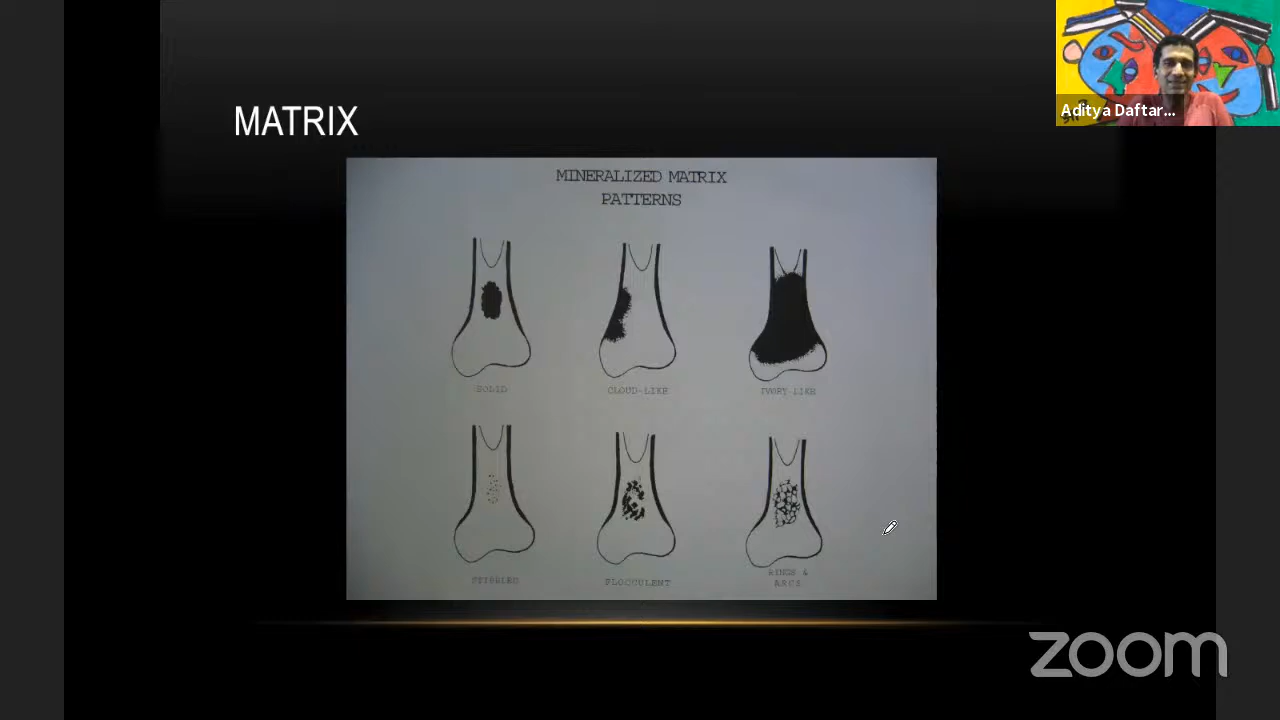 MATRIX
Aditya Daftar...
MINERALIZED MATRIX
PATTERNS
SOLID
CLOUD-LIKE
IVORY-LIKE
STIPPLED
FLOCCULENT
RINGS &
ARCS
zoom